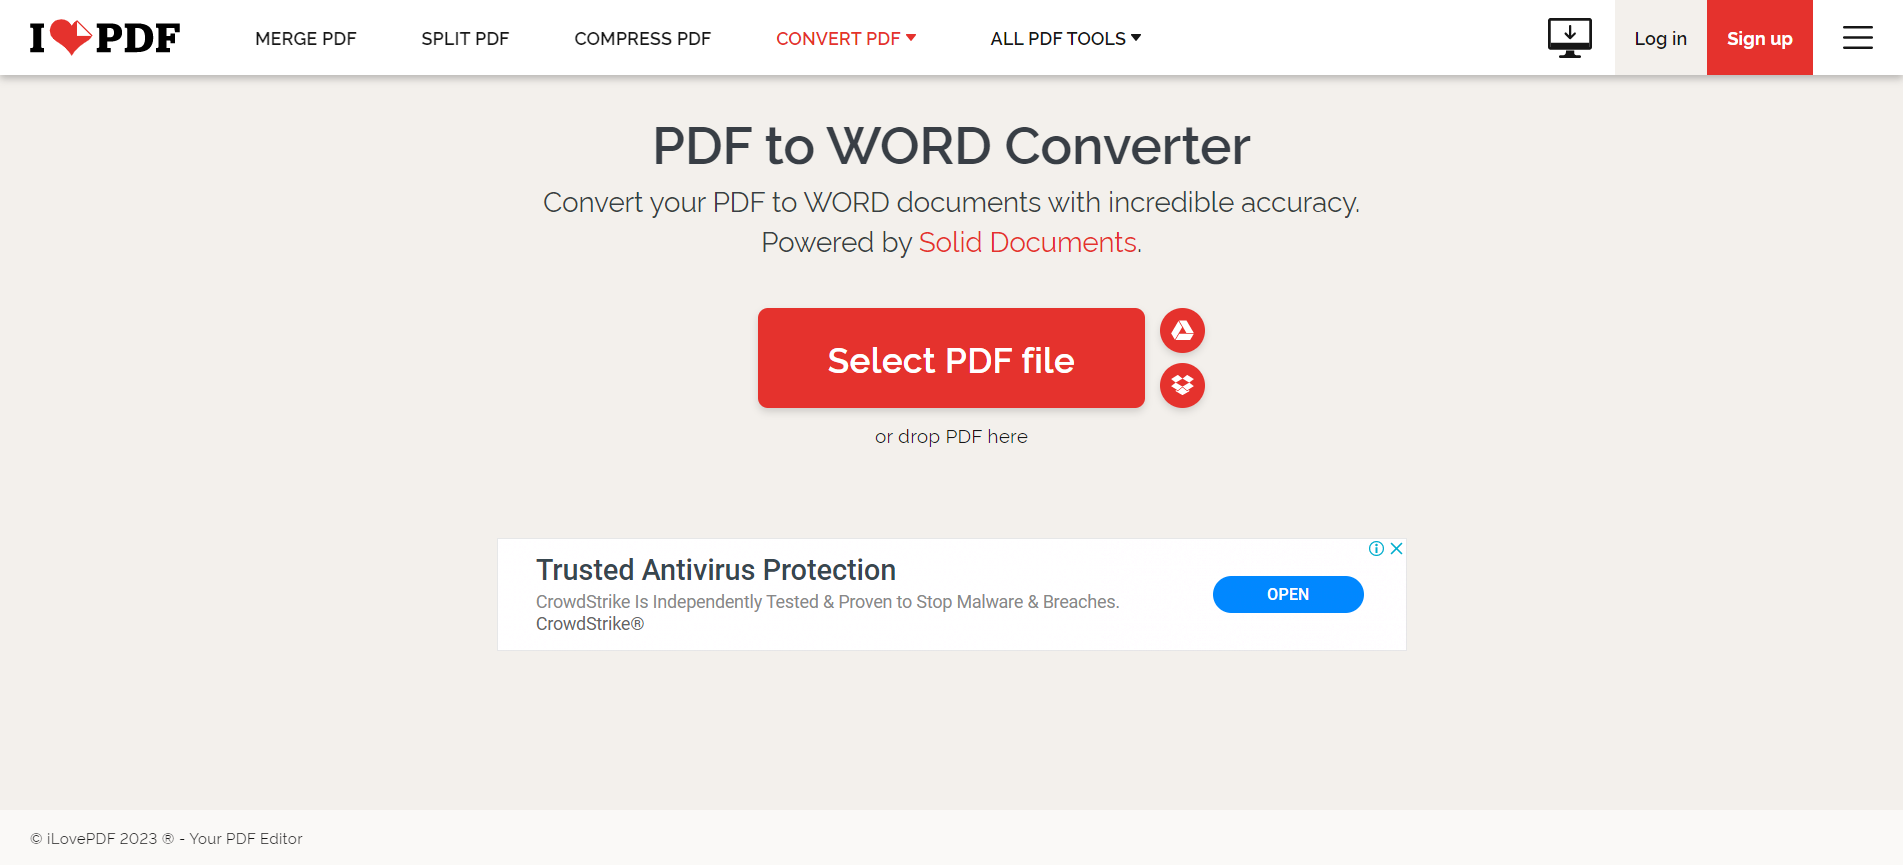 I PDF
MERGE PDF
SPLIT PDF
COMPRESS PDF
CONVERT PDF
ALL PDF TOOLS
Log in
Sign up
PDF to WORD Converter
Convert your PDF to WORD documents with incredible accuracy.
Powered by Solid Documents.
Select PDF file
or drop PDF here
Trusted Antivirus Protection
CrowdStrike Is Independently Tested & Proven to Stop Malware & Breaches.
CrowdStrike®
OPEN
© iLovePDF 2023 ® - Your PDF Editor